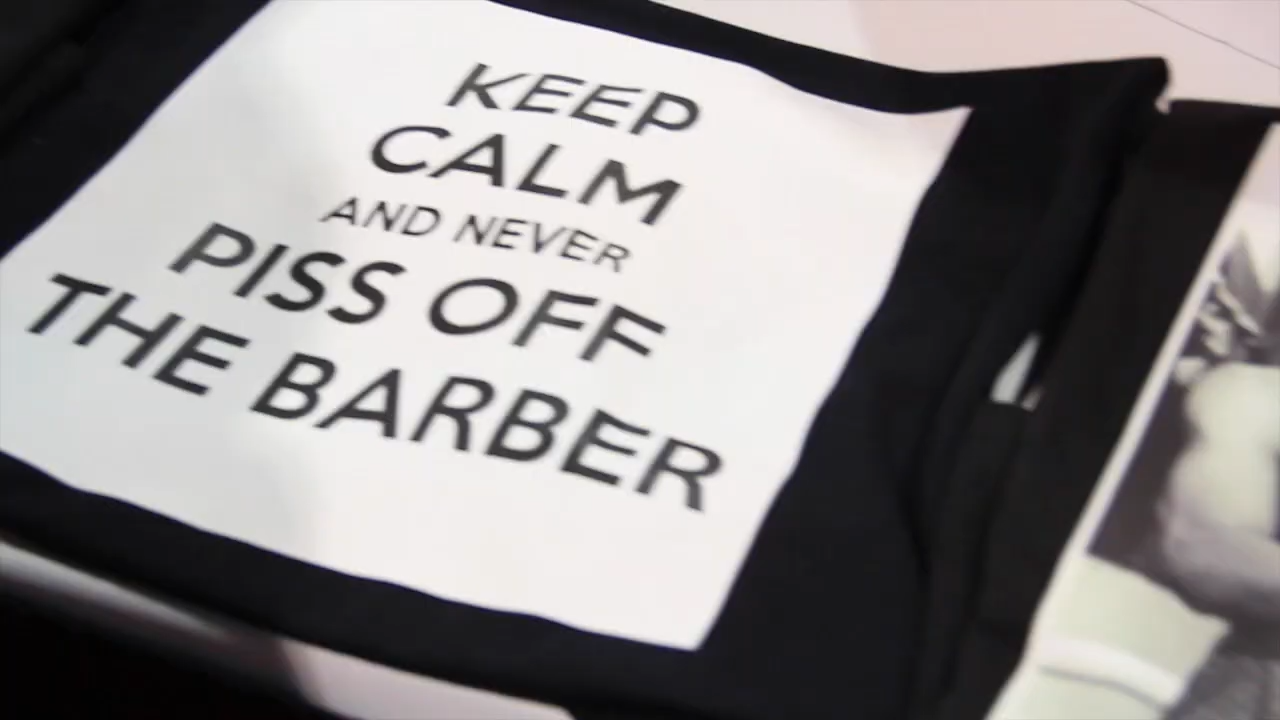 KEEP
CALM
AND NEVER
PISS OFF
THE BARBER